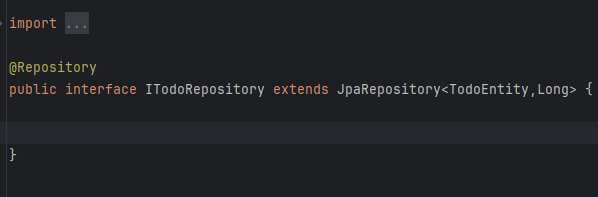 import ...
@Repository
public interface ITodoRepository extends JpaRepository<TodoEntity,Long> {
}